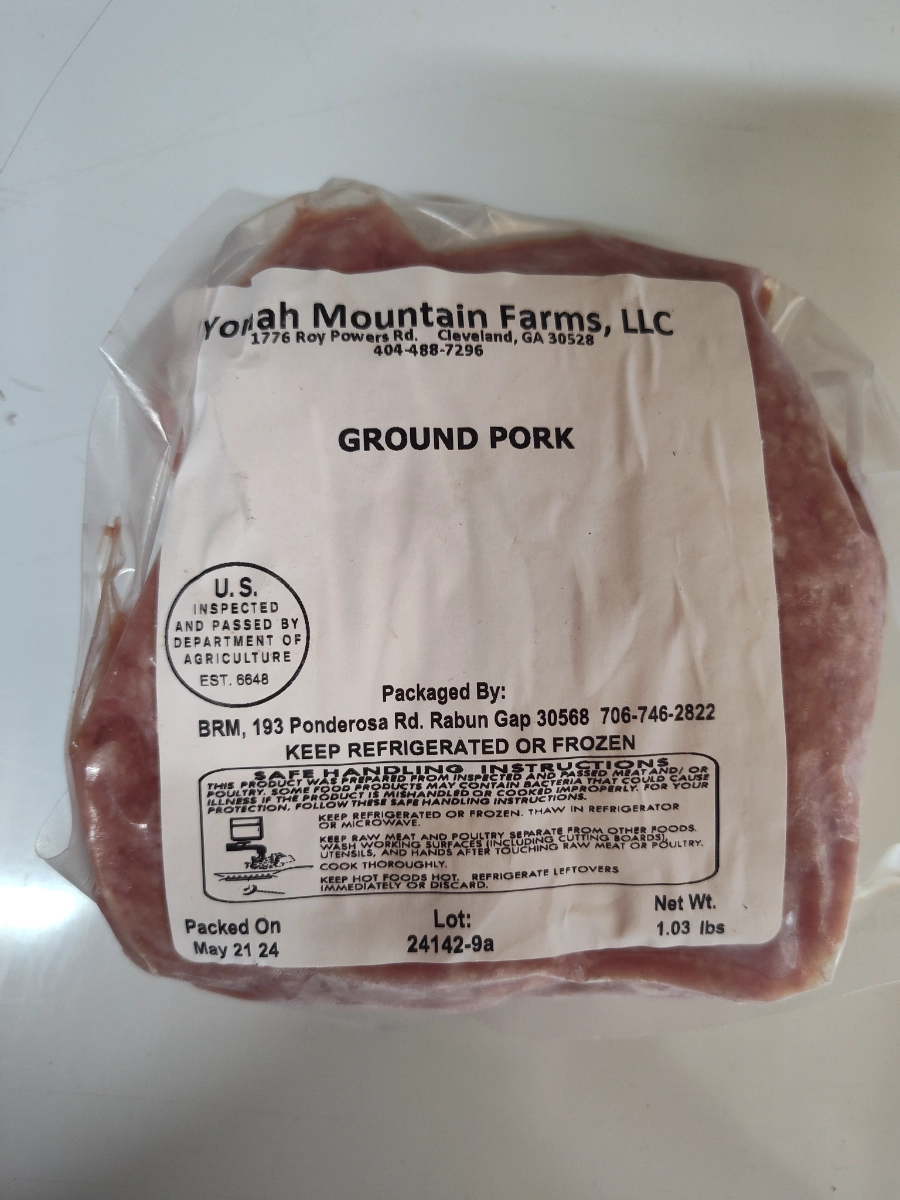 Yonah Mountain Farms, LLC
1776 Roy Powers Rd. Cleveland, GA 30528
404-488-7296
GROUND PORK
U. S.
INSPECTED
AND PASSED BY
DEPARTMENT OF
AGRICULTURE
EST. 6648
Packaged By:
BRM, 193 Ponderosa Rd. Rabun Gap 30568 706-746-2822
KEEP REFRIGERATED OR FROZEN
SAFE HANDLING INSTRUCTIONS
THIS PRODUCT WAS PREPARED FROM INSPECTED AND PASSED MEAT AND/ OR
POULTRY. SOME FOOD PRODUCTS MAY CONTAIN BACTERIA THAT COULD CAUSE
ILLNESS IF THE PRODUCT IS MISHANDLED OR COOKED IMPROPERLY. FOR YOUR
PROTECTION, FOLLOW THESE SAFE HANDLING INSTRUCTIONS.
KEEP REFRIGERATED OR FROZEN. THAW IN REFRIGERATOR
OR MICROWAVE.
KEEP RAW MEAT AND POULTRY SEPARATE FROM OTHER FOODS.
WASH WORKING SURFACES (INCLUDING CUTTING BOARDS),
UTENSILS, AND HANDS AFTER TOUCHING RAW MEAT OR POULTRY.
COOK THOROUGHLY.
KEEP HOT FOODS HOT. REFRIGERATE LEFTOVERS
IMMEDIATELY OR DISCARD.
Packed On
May 21 24
Lot:
24142-9a
Net Wt.
1.03 lbs